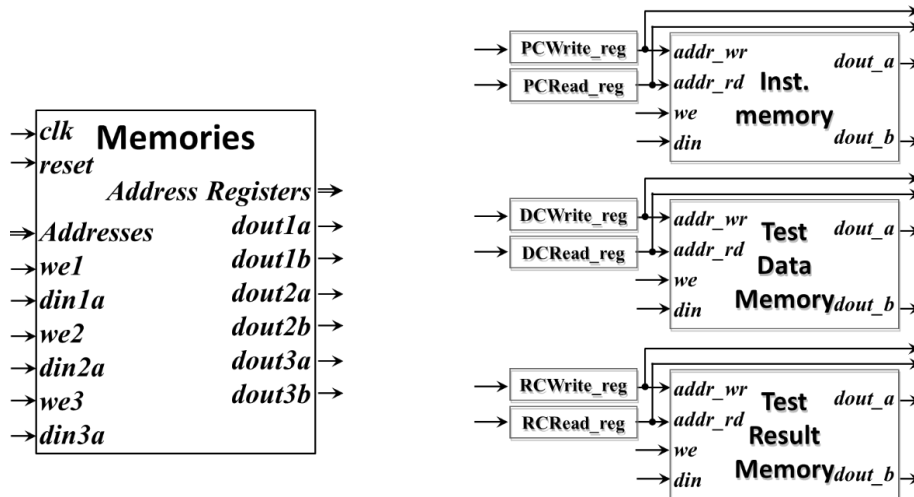 Memories
clk
reset
Address Registers
Addresses
dout1a
we1
dout1b
din1a
dout2a
we2
dout2b
din2a
dout3a
we3
dout3b
din3a
PCWrite_reg
PCRead_reg
addr_wr
addr_rd
we
din
Inst.
memory
dout_a
dout_b
DCWrite_reg
DCRead_reg
addr_wr
addr_rd
we
din
Test
Data
Memory
dout_a
dout_b
RCWrite_reg
RCRead_reg
addr_wr
addr_rd
we
din
Test
Result
Memory
dout_a
dout_b